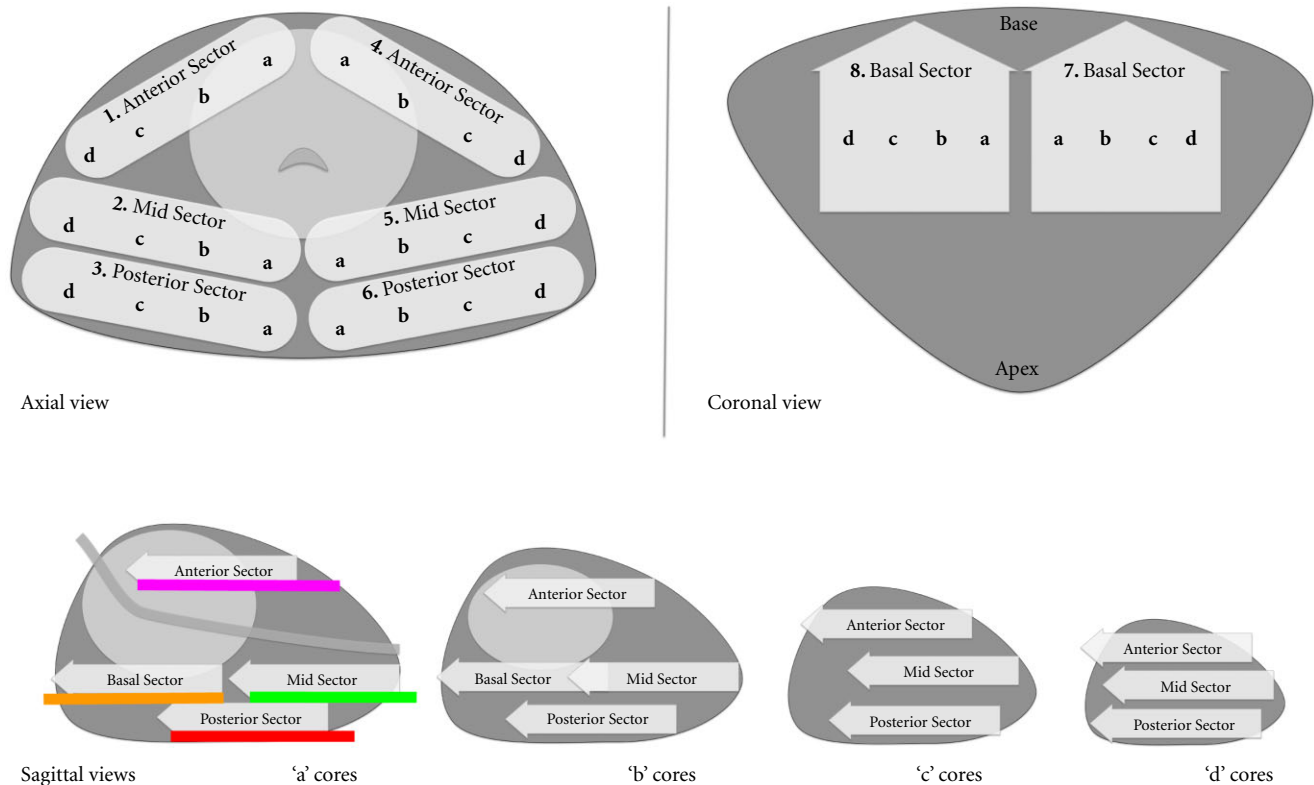 1. Anterior Sector
a
b
c
d
4. Anterior Sector
a
b
c
d
2. Mid Sector
d
c
b
a
5. Mid Sector
a
b
c
d
3. Posterior Sector
d
c
b
a
6. Posterior Sector
a
b
c
d
Axial view
Base
8. Basal Sector
d c b a
7. Basal Sector
a b c d
Apex
Coronal view
Anterior Sector
Basal Sector
Mid Sector
Posterior Sector
Anterior Sector
Basal Sector
Mid Sector
Posterior Sector
Anterior Sector
Mid Sector
Posterior Sector
Anterior Sector
Mid Sector
Posterior Sector
Sagittal views
‘a’ cores
‘b’ cores
‘c’ cores
‘d’ cores